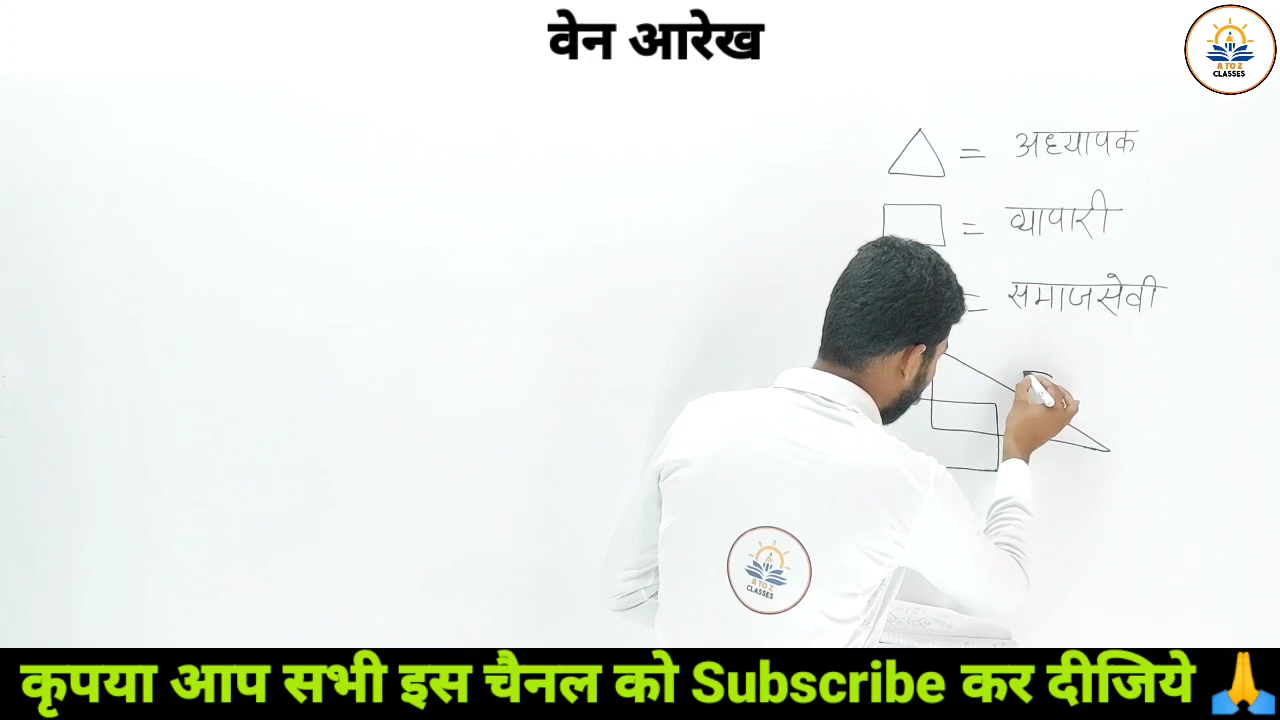 वेन आरेख
A TO Z
CLASSES
= अध्यापक
= व्यापारी
= समाजसेवी
A TO Z
CLASSES
कृपया आप सभी इस चैनल को Subscribe कर दीजिये 🙏